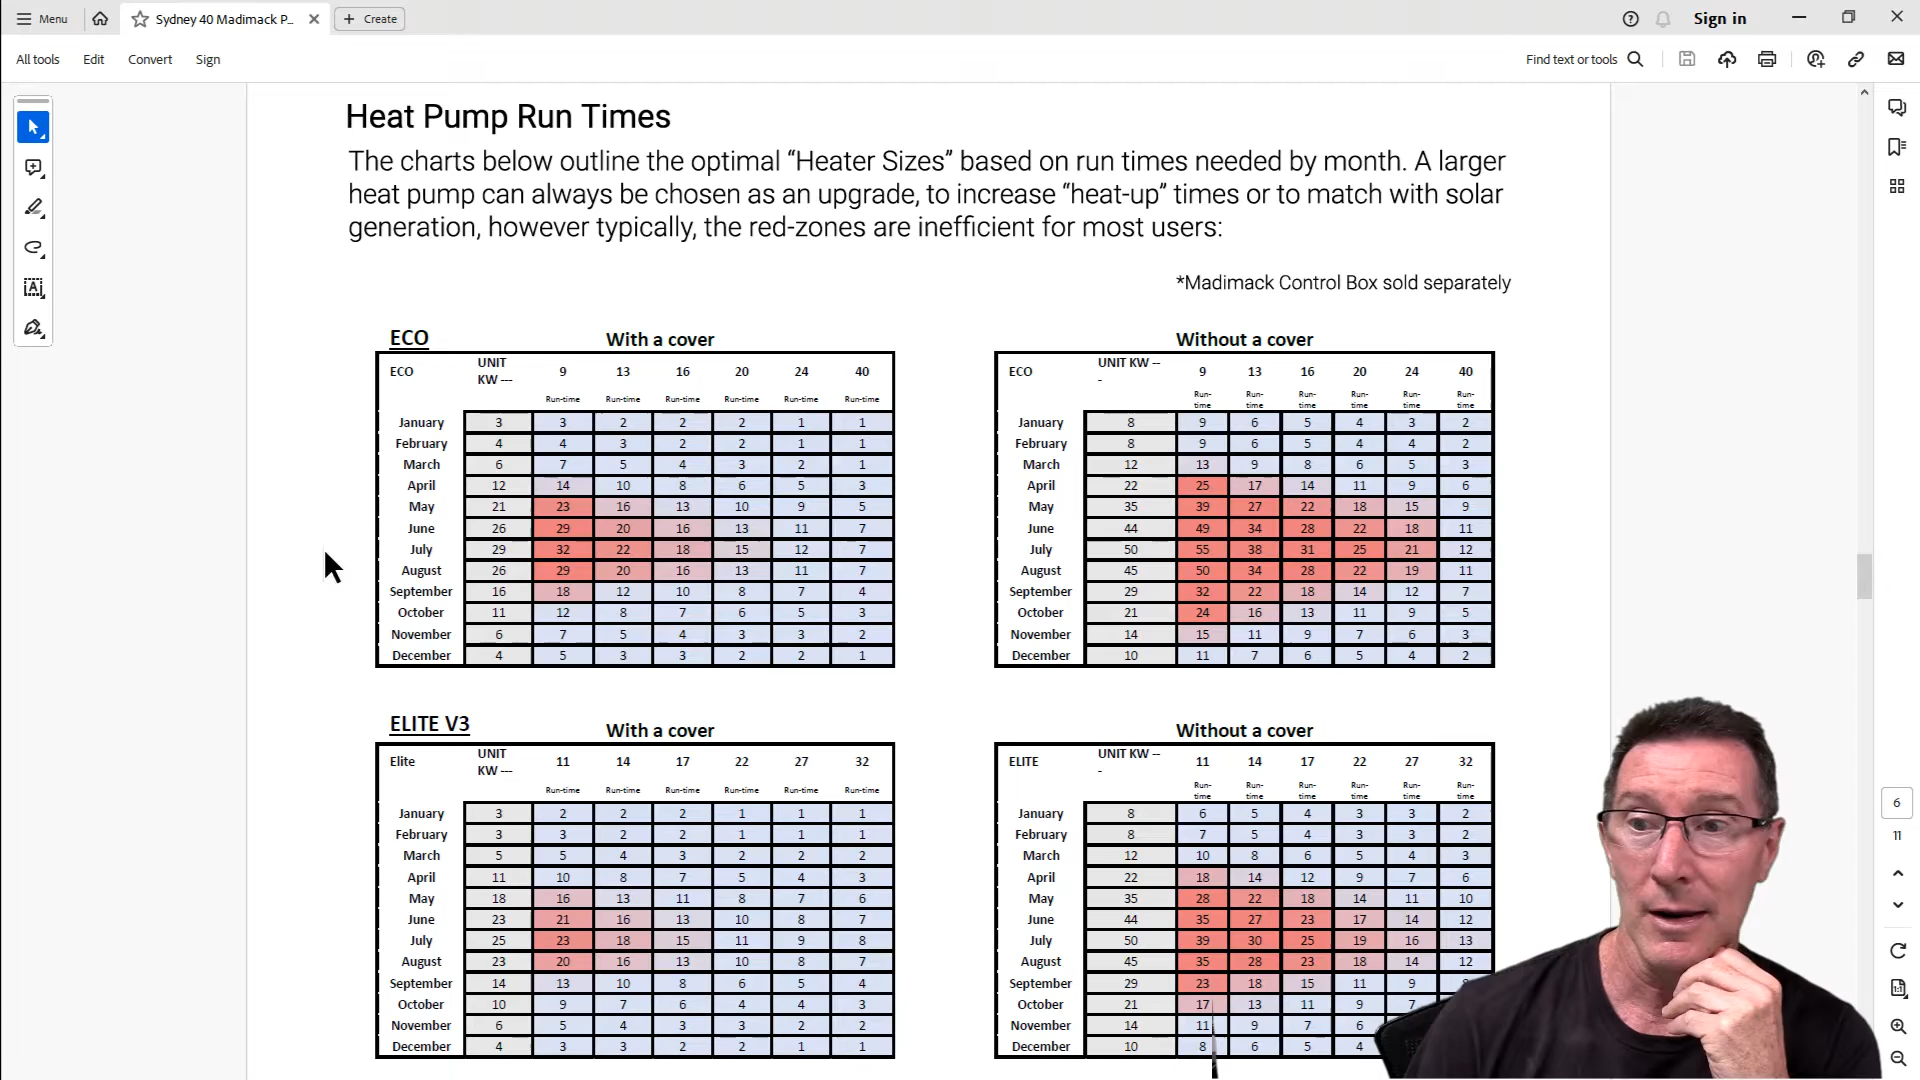 Menu
Sydney 40 Madimack P...
Create
Sign in
All tools
Edit
Convert
Sign
Find text or tools
Heat Pump Run Times
The charts below outline the optimal “Heater Sizes” based on run times needed by month. A larger
heat pump can always be chosen as an upgrade, to increase “heat-up” times or to match with solar
generation, however typically, the red-zones are inefficient for most users:
*Madimack Control Box sold separately
ECO With a cover
ECO UNIT KW --- 9 13 16 20 24 40
Run-time Run-time Run-time Run-time Run-time Run-time
January 3 3 2 2 2 1 1
February 4 4 3 2 2 1 1
March 6 7 5 4 3 2 1
April 12 14 10 8 6 5 3
May 21 23 16 13 10 9 5
June 26 29 20 16 13 11 7
July 29 32 22 18 15 12 7
August 26 29 20 16 13 11 7
September 16 18 12 10 8 7 4
October 11 12 8 7 6 5 3
November 6 7 5 4 3 3 2
December 4 5 3 3 2 2 1
Without a cover
ECO UNIT KW --- 9 13 16 20 24 40
Run-time Run-time Run-time Run-time Run-time Run-time
January 8 9 6 5 4 3 2
February 8 9 6 5 4 4 2
March 12 13 9 8 6 5 3
April 22 25 17 14 11 9 6
May 35 39 27 22 18 15 9
June 44 49 34 28 22 18 11
July 50 55 38 31 25 21 12
August 45 50 34 28 22 19 11
September 29 32 22 18 14 12 7
October 21 24 16 13 11 9 5
November 14 15 11 9 7 6 3
December 10 11 7 6 5 4 2
ELITE V3 With a cover
Elite UNIT KW --- 11 14 17 22 27 32
Run-time Run-time Run-time Run-time Run-time Run-time
January 3 2 2 2 1 1 1
February 3 3 2 2 1 1 1
March 5 5 4 3 2 2 2
April 11 10 8 7 5 4 3
May 18 16 13 11 8 7 6
June 23 21 16 13 10 8 7
July 25 23 18 15 11 9 8
August 23 20 16 13 10 8 7
September 14 13 10 8 6 5 4
October 10 9 7 6 4 4 3
November 6 5 4 3 3 2 2
December 4 3 3 2 2 1 1
Without a cover
ELITE UNIT KW --- 11 14 17 22 27 32
Run-time Run-time Run-time Run-time Run-time Run-time
January 8 6 5 4 3 3 2
February 8 7 5 4 3 3 2
March 12 10 8 6 5 4 3
April 22 18 14 12 9 7 6
May 35 28 22 18 14 11 10
June 44 35 27 23 17 14 12
July 50 39 30 25 19 16 13
August 45 35 28 23 18 14 12
September 29 23 18 15 11 9
October 21 17 13 11 9 7
November 14 11 9 7 6
December 10 8 6 5 4
6
11